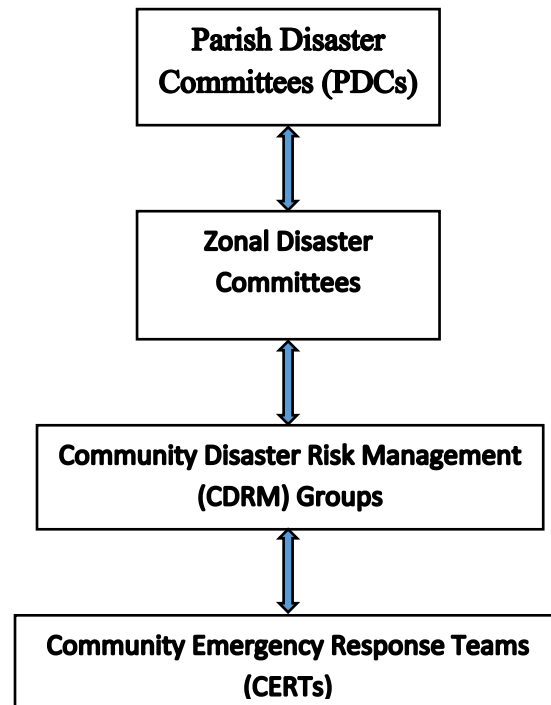 Parish Disaster
Committees (PDCs)
Zonal Disaster
Committees
Community Disaster Risk Management
(CDRM) Groups
Community Emergency Response Teams
(CERTs)